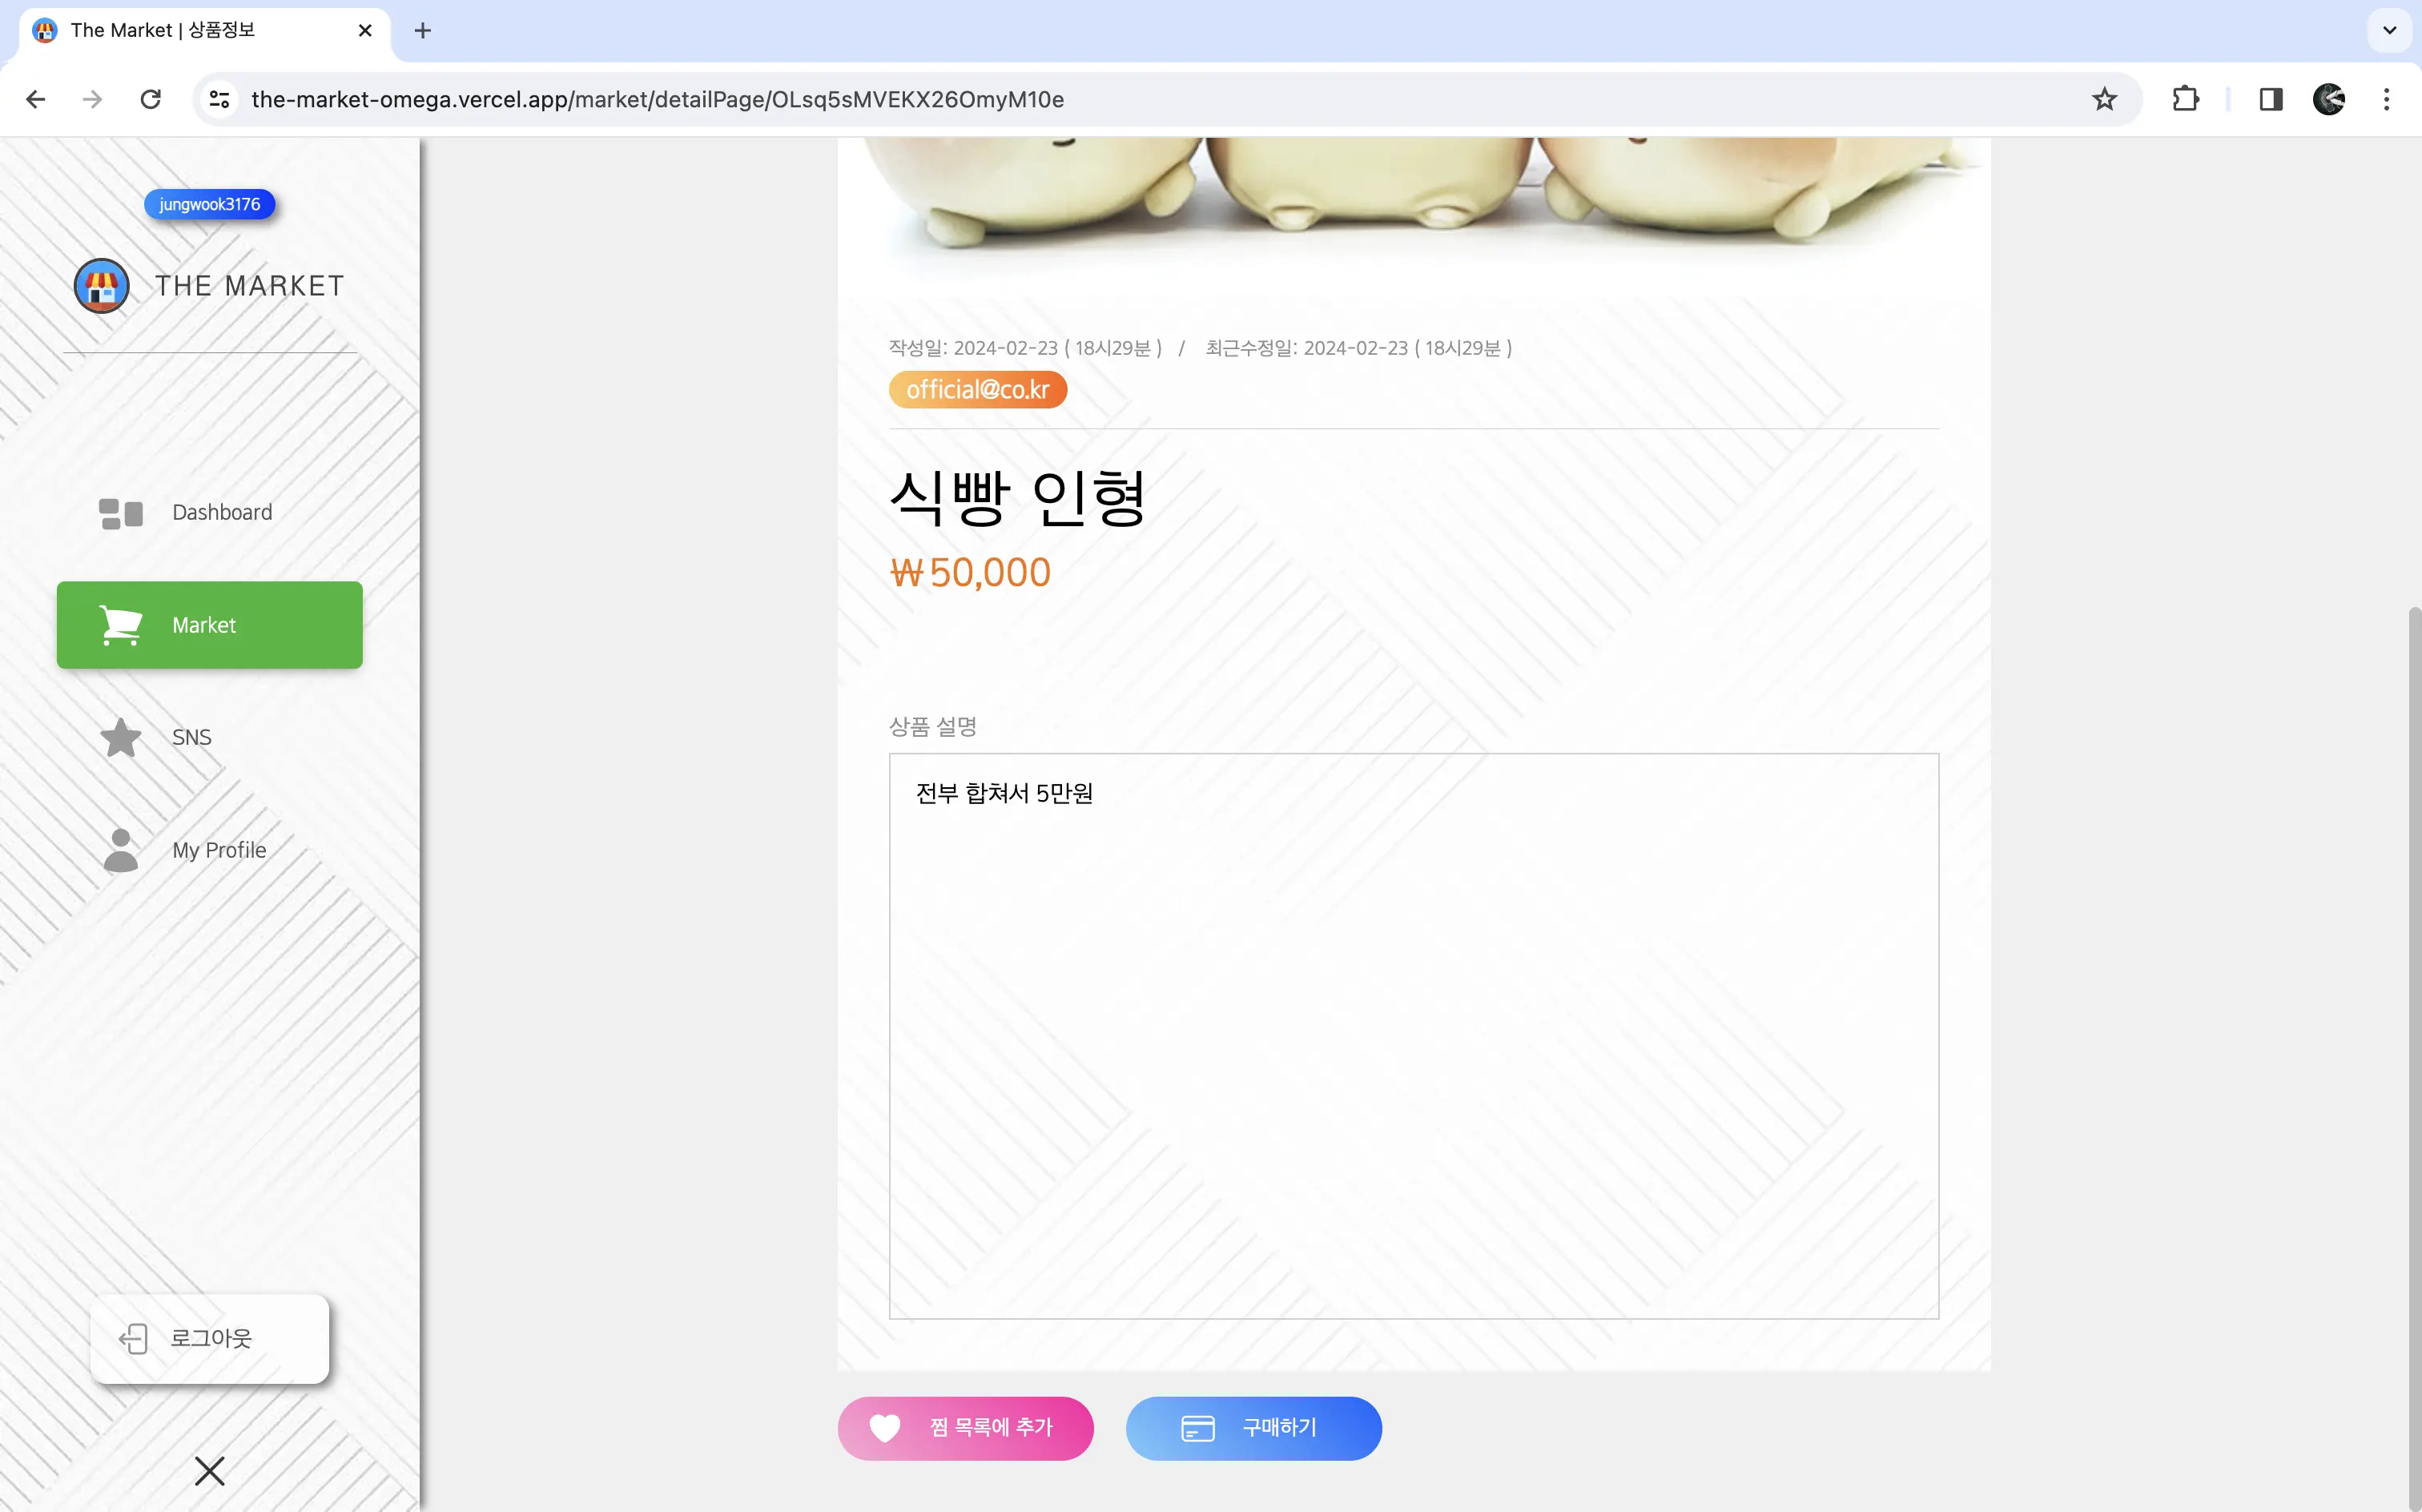 The Market | 상품정보
the-market-omega.vercel.app/market/detailPage/OLsq5sMVEKX26OmyM10e
jungwook3176
THE MARKET
Dashboard
Market
SNS
My Profile
로그아웃
작성일: 2024-02-23 ( 18시29분 ) / 최근수정일: 2024-02-23 ( 18시29분 )
official@co.kr
식빵 인형
₩50,000
상품 설명
전부 합쳐서 5만원
찜 목록에 추가
구매하기